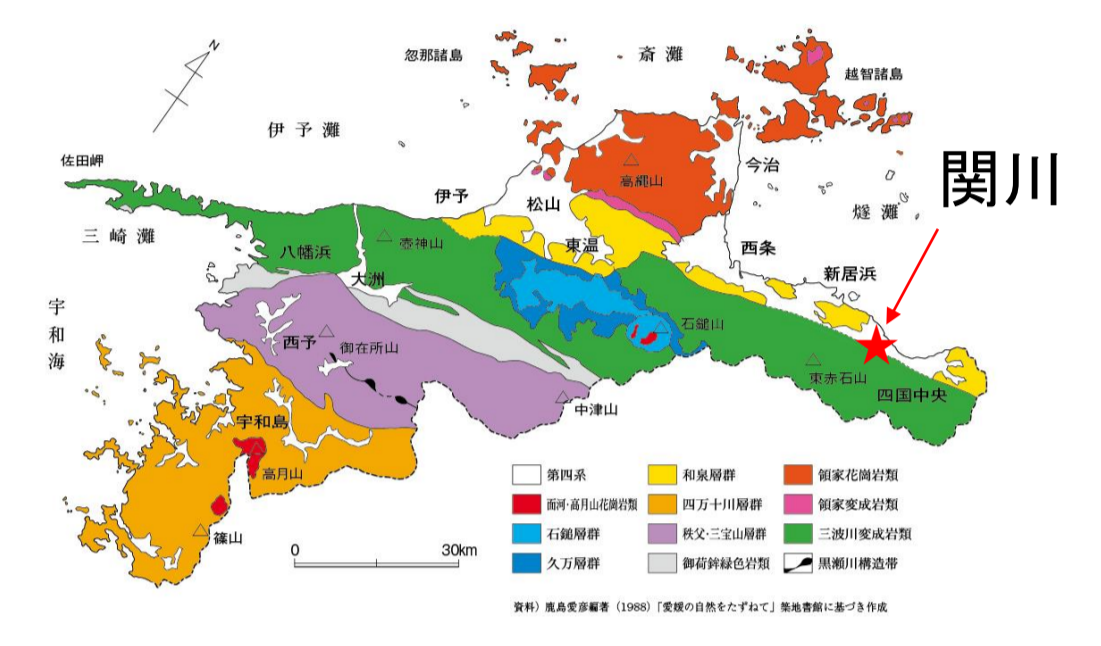 N
忽那諸島
斎灘
越智諸島
伊予灘
関川
佐田岬
高縄山
今治
伊予
松山
燧灘
三崎灘
壺神山
東温
西条
八幡浜
新居浜
大洲
宇和海
石鎚山
西予
御在所山
東赤石山
四国中央
中津山
宇和島
高月山
篠山
0 30km
第四系
和泉層群
領家花崗岩類
面河・高月山花崗岩類
四万十川層群
領家変成岩類
石鎚層群
秩父・三宝山層群
三波川変成岩類
久万層群
御荷鉾緑色岩類
黒瀬川構造帯
資料）鹿島愛彦編著（1988）「愛媛の自然をたずねて」築地書館に基づき作成